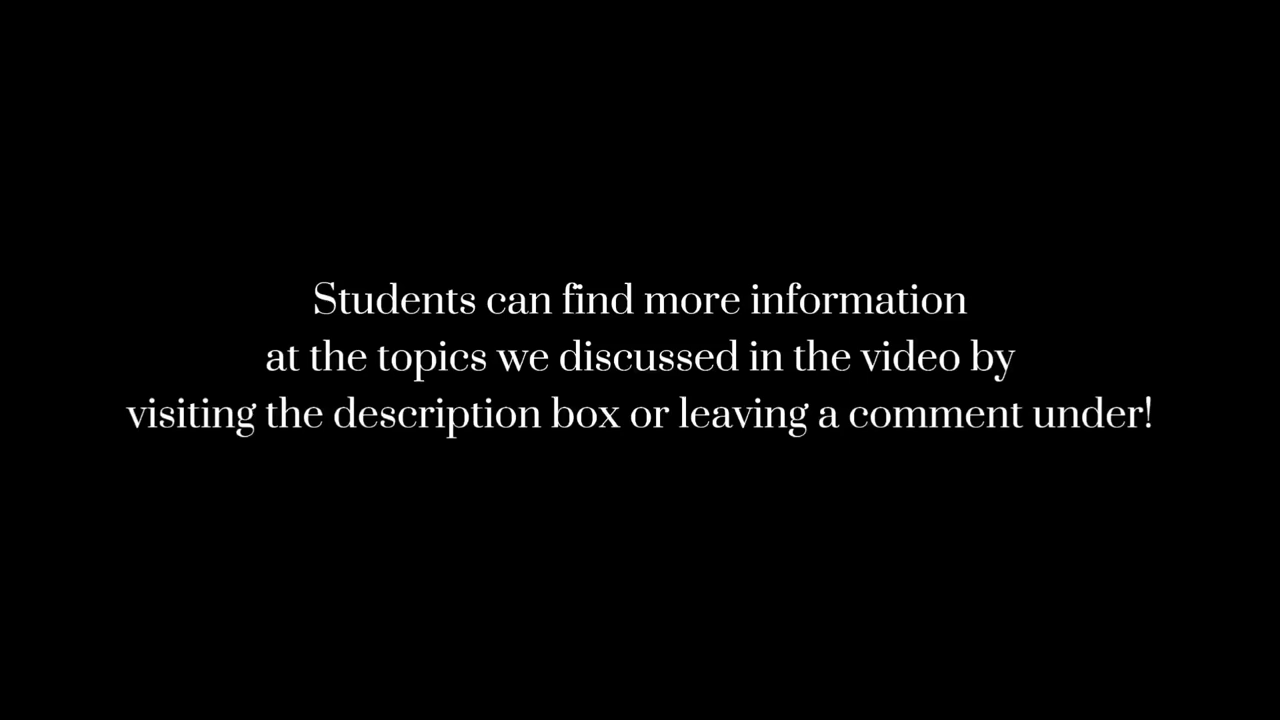 Students can find more information
at the topics we discussed in the video by
visiting the description box or leaving a comment under!